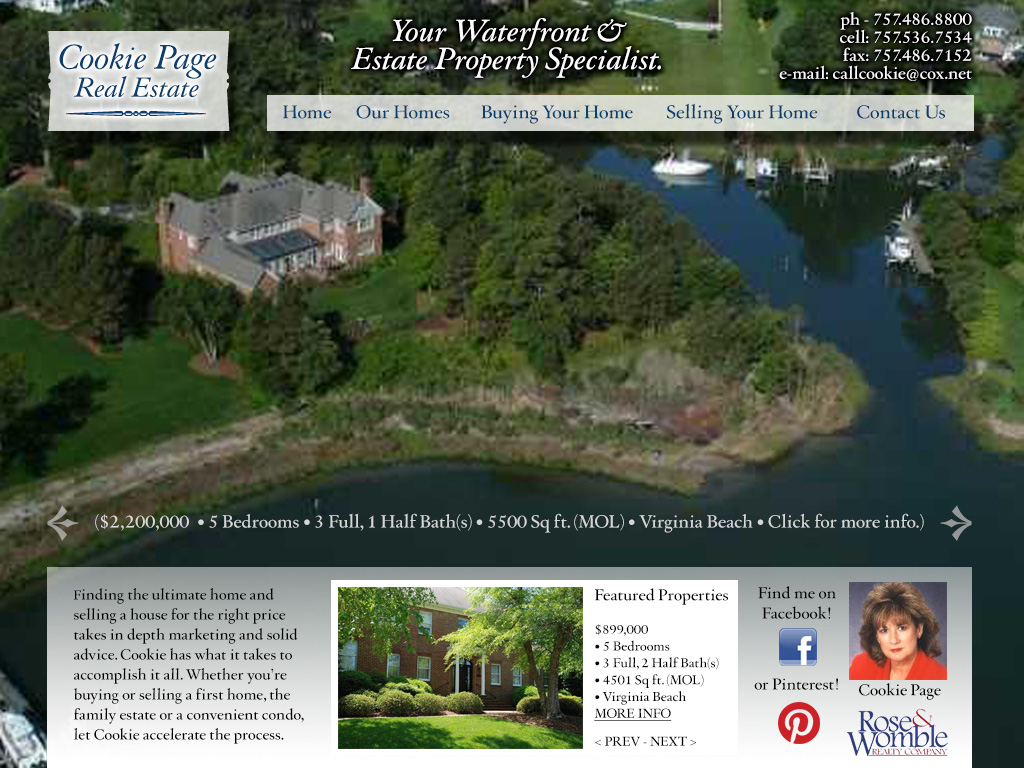 Cookie Page
Real Estate
Your Waterfront &
Estate Property Specialist.
ph - 757.486.8800
cell: 757.536.7534
fax: 757.486.7152
e-mail: callcookie@cox.net
Home Our Homes Buying Your Home Selling Your Home Contact Us
($2,200,000 • 5 Bedrooms • 3 Full, 1 Half Bath(s) • 5500 Sq ft. (MOL) • Virginia Beach • Click for more info.)
Finding the ultimate home and
selling a house for the right price
takes in depth marketing and solid
advice. Cookie has what it takes to
accomplish it all. Whether you're
buying or selling a first home, the
family estate or a convenient condo,
let Cookie accelerate the process.
Featured Properties
$899,000
• 5 Bedrooms
• 3 Full, 2 Half Bath(s)
• 4501 Sq ft. (MOL)
• Virginia Beach
MORE INFO
< PREV - NEXT >
Find me on
Facebook!
f
or Pinterest!
Cookie Page
Rose &
Womble
REALTY COMPANY